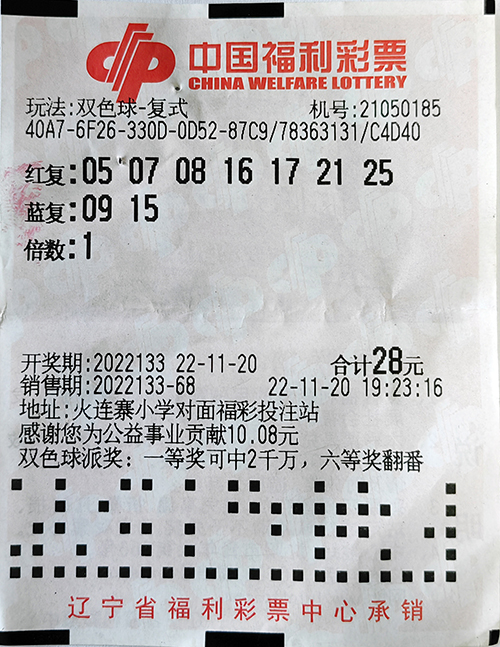 中国福利彩票
CHINA WELFARE LOTTERY
玩法:双色球-复式 机号:21050185
40A7-6F26-330D-0D52-87C9/78363131/C4D40
红复:05 07 08 16 17 21 25
蓝复:09 15
倍数:1
开奖期:2022133 22-11-20 合计28元
销售期:2022133-68 22-11-20 19:23:16
地址:火连寨小学对面福彩投注站
感谢您为公益事业贡献10.08元
双色球派奖：一等奖可中2千万，六等奖翻番
辽宁省福利彩票中心承销